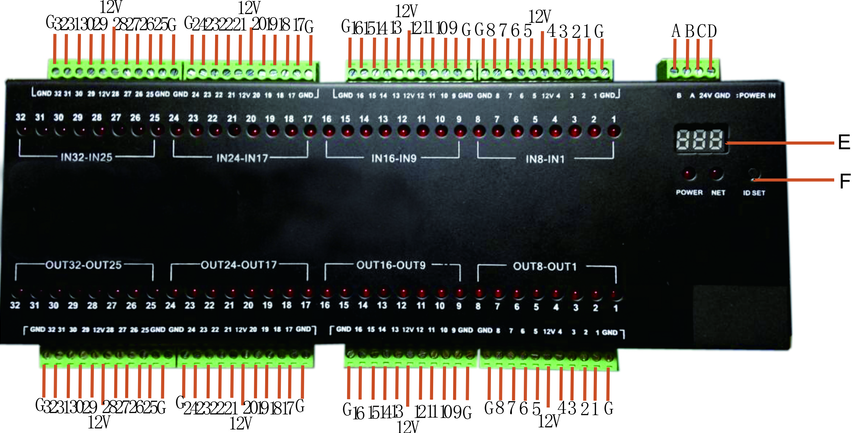 12V 12V 12V 12V
G32313029 28272625G G24232221 20191817G G16151413 1211109G G8765 4321G A B C D
GND 32 31 30 29 12V 28 27 26 25 GND GND 24 23 22 21 12V 20 19 18 17 GND GND 16 15 14 13 12V 12 11 10 9 GND GND 8 7 6 5 12V 4 3 2 1 GND B A 24V GND :POWER IN
32 31 30 29 28 27 26 25 24 23 22 21 20 19 18 17 16 15 14 13 12 11 10 9 8 7 6 5 4 3 2 1
888 E
IN32-IN25 IN24-IN17 IN16-IN9 IN8-IN1
F
POWER NET ID SET
OUT32-OUT25 OUT24-OUT17 OUT16-OUT9 OUT8-OUT1
32 31 30 29 28 27 26 25 24 23 22 21 20 19 18 17 16 15 14 13 12 11 10 9 8 7 6 5 4 3 2 1
GND 32 31 30 29 12V 28 27 26 25 GND GND 24 23 22 21 12V 20 19 18 17 GND GND 16 15 14 13 12V 12 11 10 9 GND GND 8 7 6 5 12V 4 3 2 1 GND
G32313029 28272625G G24232221 20191817G G16151413 1211109G G8765 4321G
12V 12V 12V 12V